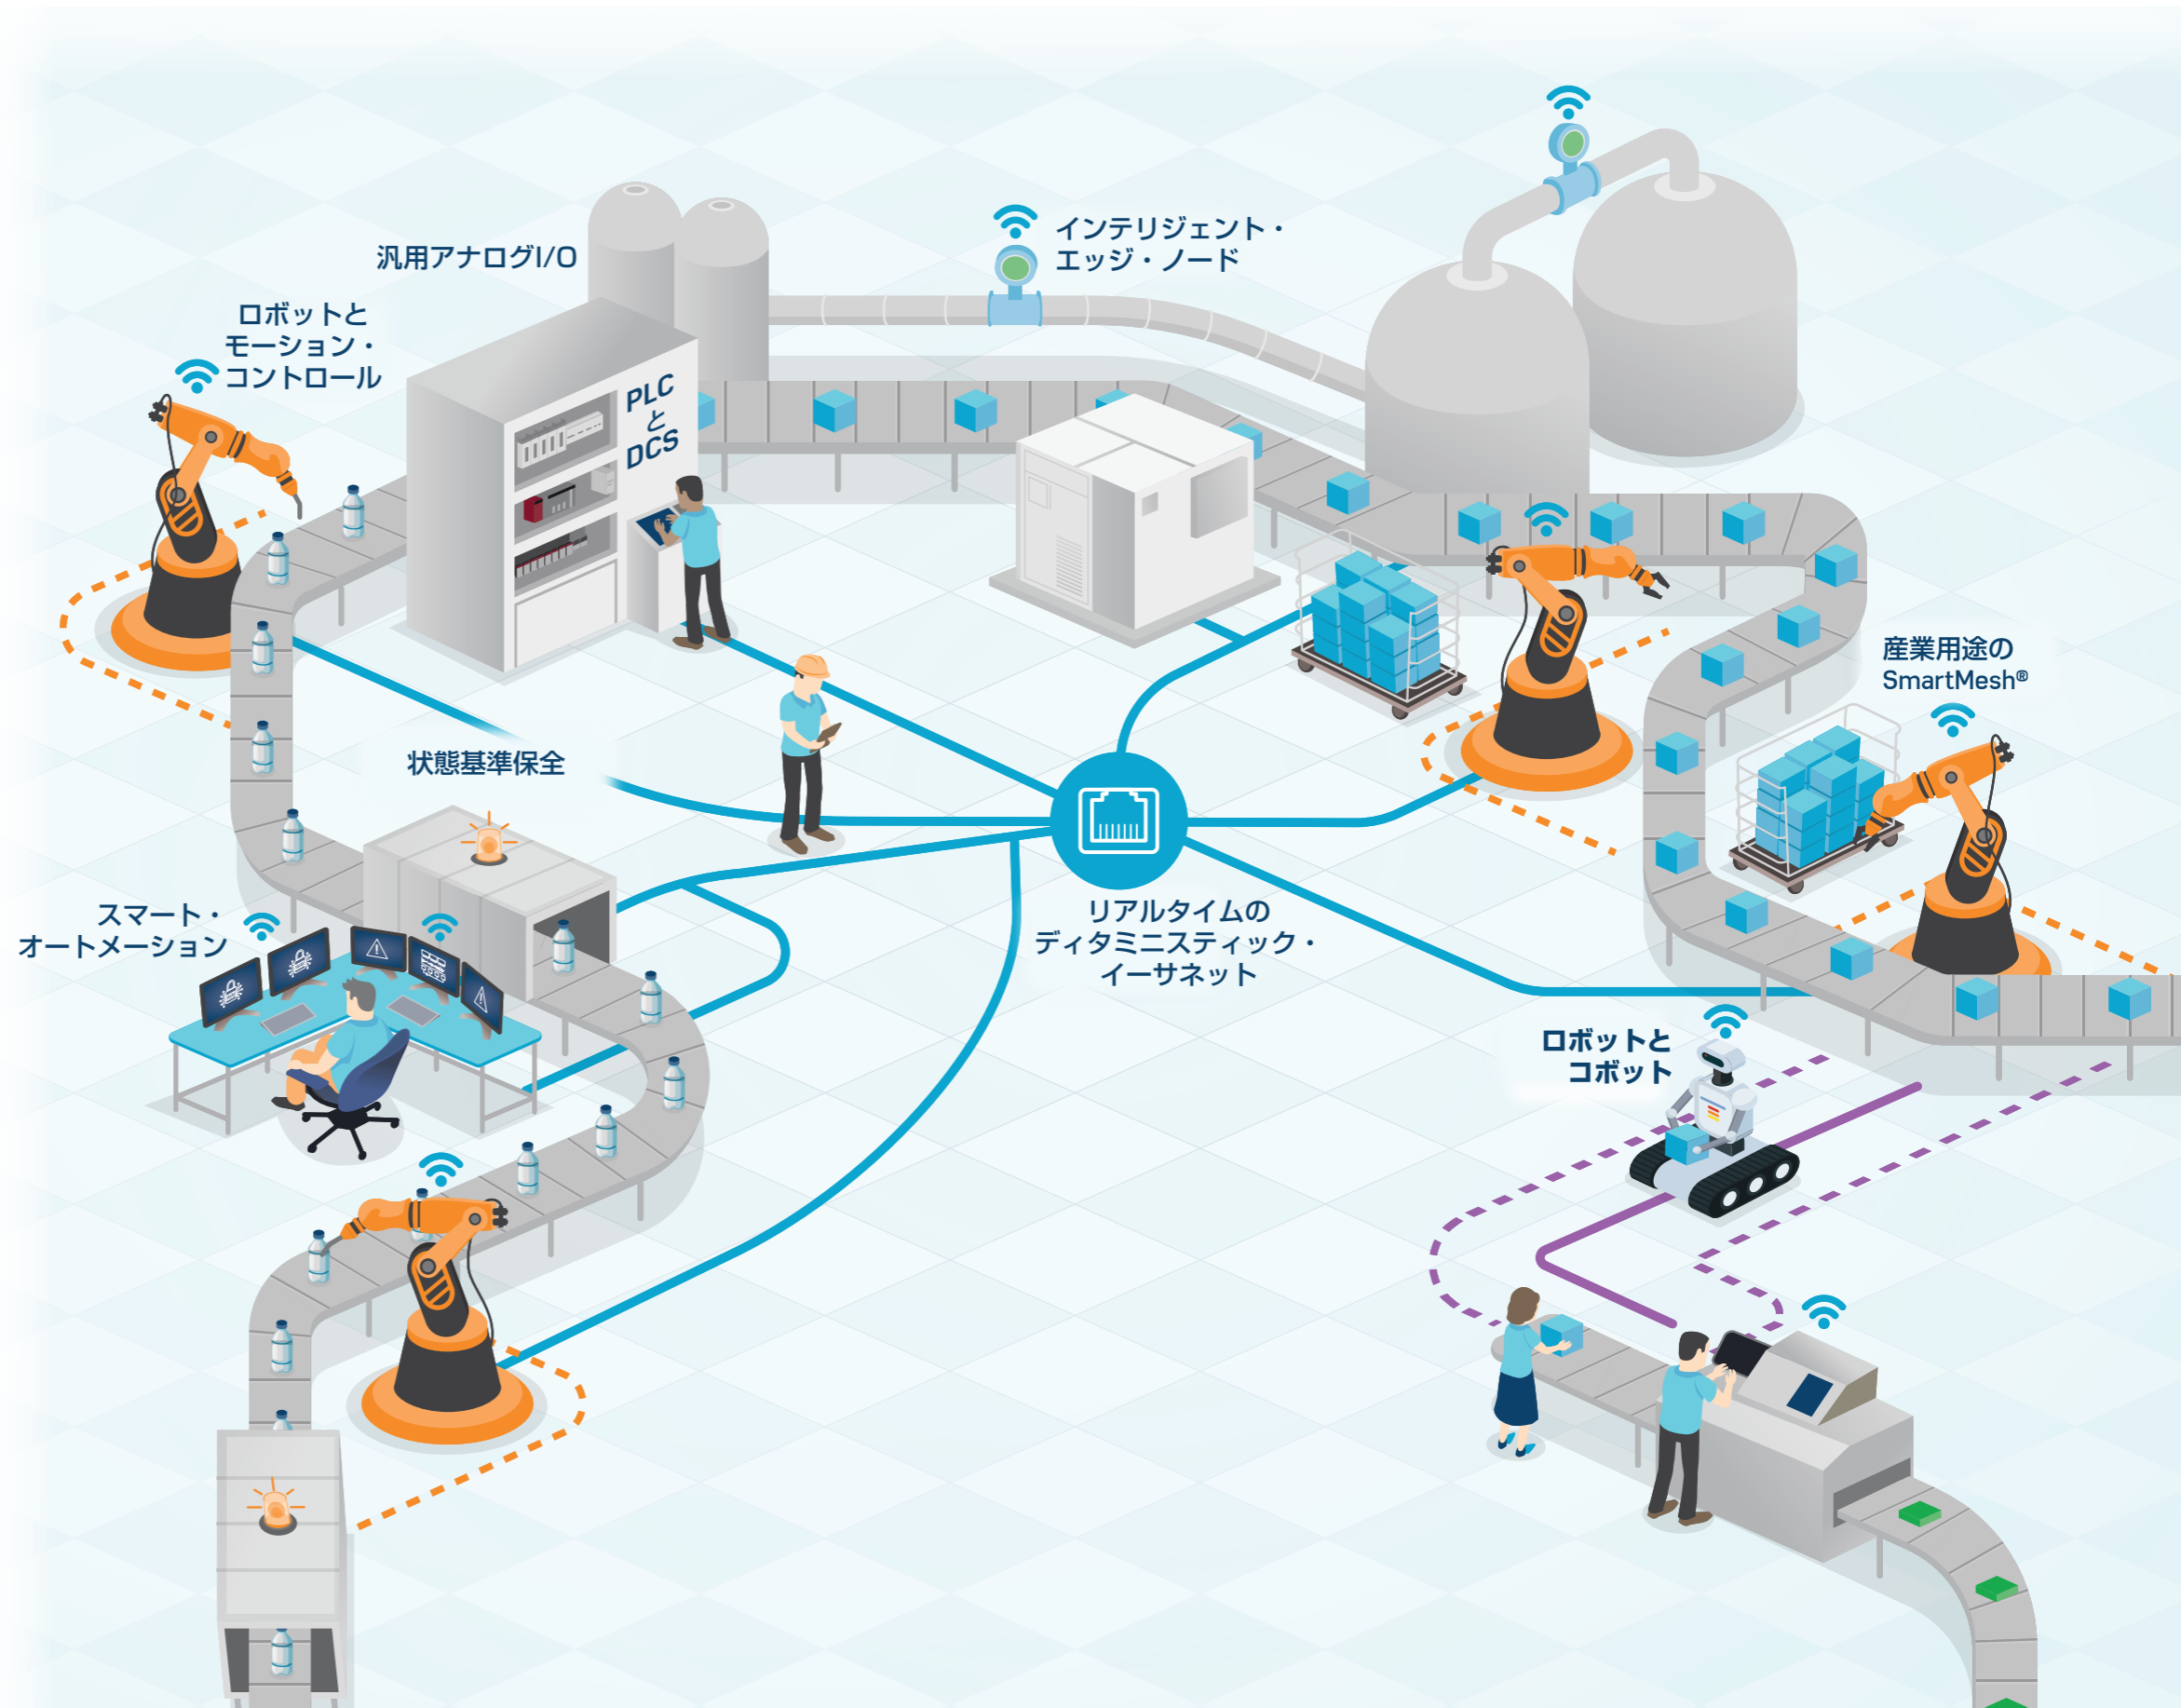 汎用アナログI/O
インテリジェント・
エッジ・ノード
ロボットと
モーション・
コントロール
PLC
と
DCS
産業用途の
SmartMesh®
状態基準保全
スマート・
オートメーション
リアルタイムの
ディタミニスティック・
イーサネット
ロボットと
コボット